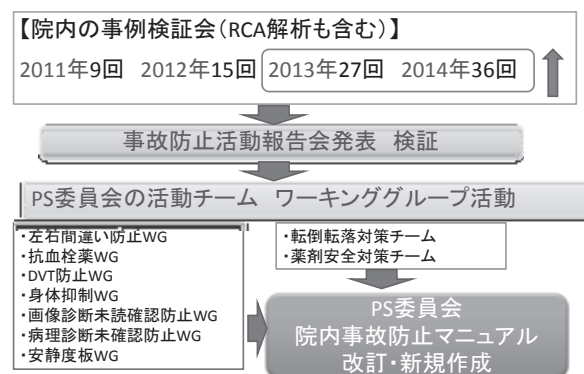 【院内の事例検証会(RCA解析も含む)】
2011年9回 2012年15回 2013年27回 2014年36回
事故防止活動報告会発表 検証
PS委員会の活動チーム ワーキンググループ活動
・左右間違い防止WG
・抗血栓薬WG
・DVT防止WG
・身体抑制WG
・画像診断未読確認防止WG
・病理診断未確認防止WG
・安静度板WG
・転倒転落対策チーム
・薬剤安全対策チーム
PS委員会
院内事故防止マニュアル
改訂・新規作成